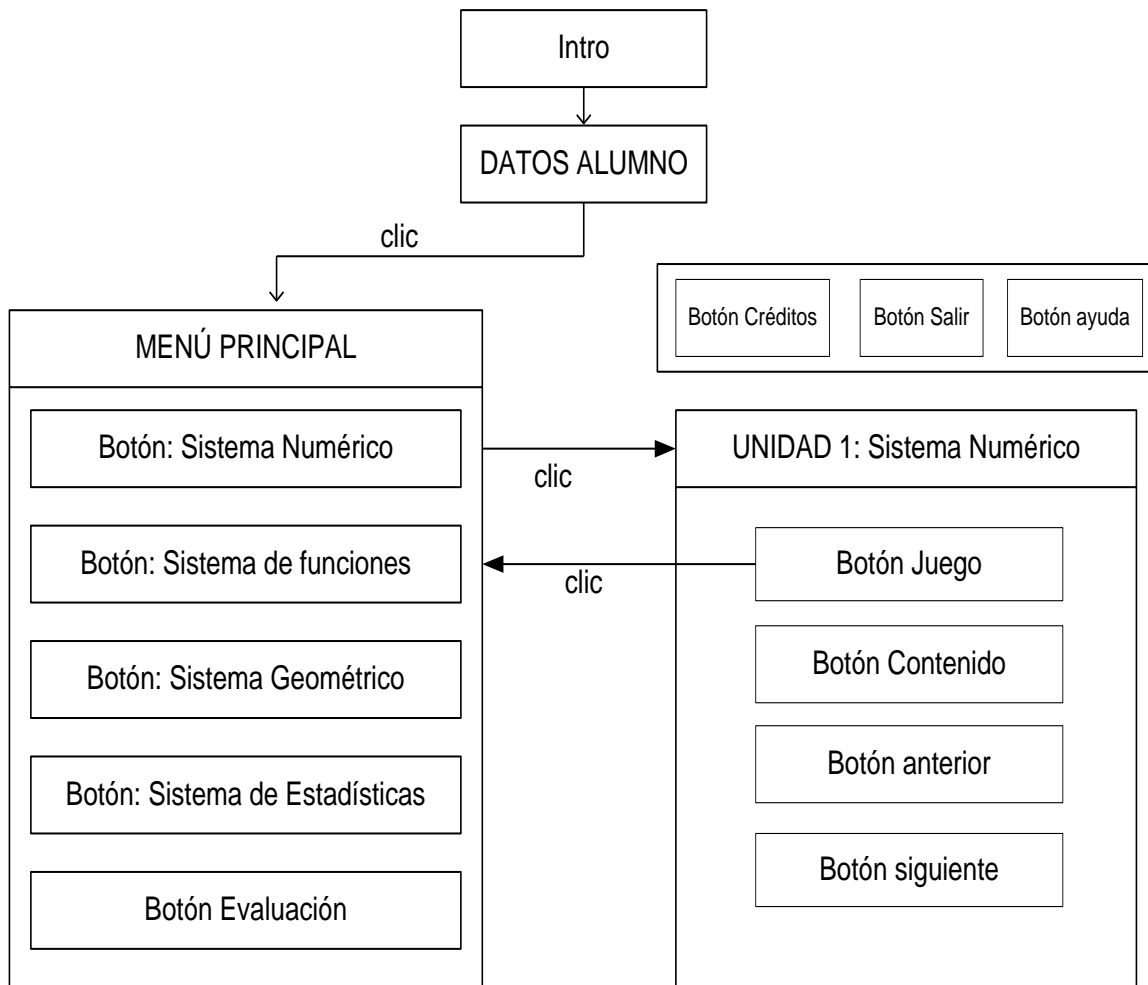 Intro
DATOS ALUMNO
clic
Botón Créditos
Botón Salir
Botón ayuda
MENÚ PRINCIPAL
Botón: Sistema Numérico
Botón: Sistema de funciones
Botón: Sistema Geométrico
Botón: Sistema de Estadísticas
Botón Evaluación
clic
clic
UNIDAD 1: Sistema Numérico
Botón Juego
Botón Contenido
Botón anterior
Botón siguiente